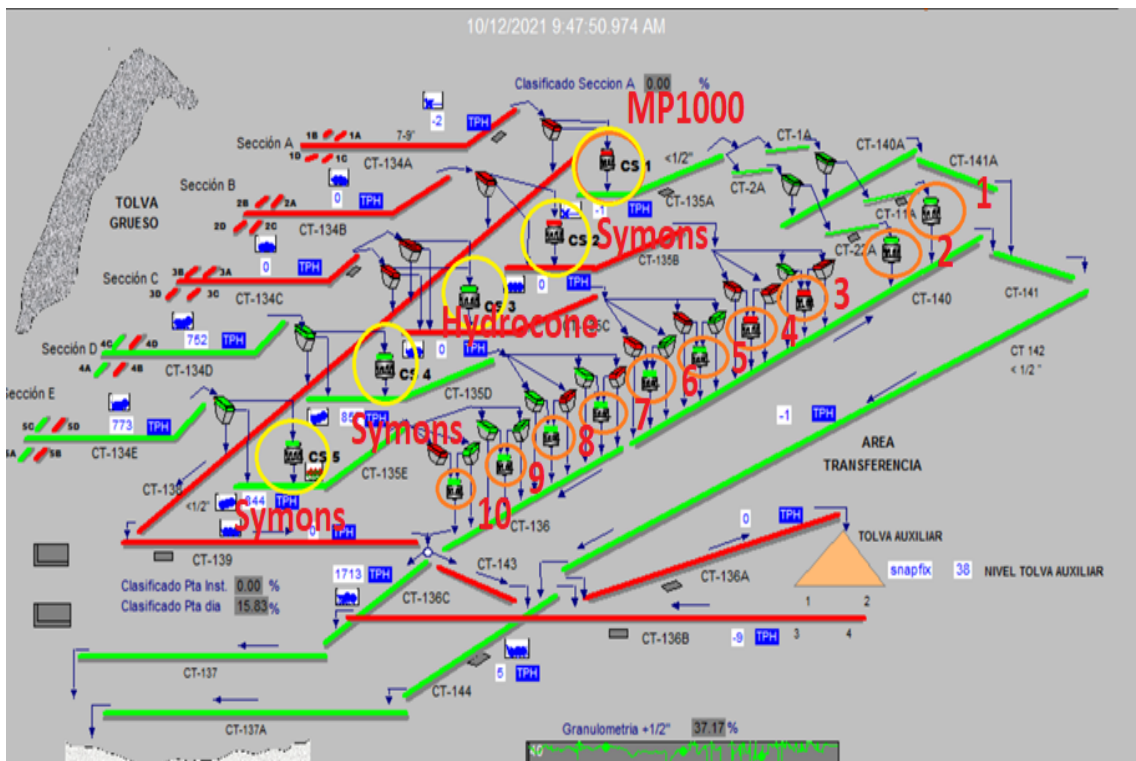 10/12/2021 9:47:50.974 AM
Clasificado Seccion A 0.00 %
MP1000
-2 TPH
1B 1A
7-9"
Sección A
1D 1C
CT-134A
CS 1
<1/2"
CT-1A
CT-140A
CT-141A
CT-2A
CT-135A
-1 TPH
CT-11A
1
Sección B
0 TPH
2B 2A
2D 2C
CT-134B
TOLVA
GRUESO
CS 2
Symons
CT-135B
CT-22A
2
Sección C
0 TPH
3B 3A
3D 3C
CT-134C
CS 3
0 TPH
3
CT-140
CT-141
Hydrocone
4
CT 142
< 1/2 "
Sección D
752 TPH
4C 4D
4A 4B
CT-134D
CS 4
0 TPH
5
6
CT-135D
7
-1 TPH
Sección E
773 TPH
5C 5D
5A 5B
CT-134E
Symons
8
AREA
TRANSFERENCIA
CS 5
CT-135E
9
CT-138
<1/2"
844 TPH
Symons
10
CT-136
0 TPH
0 TPH
CT-139
CT-143
TOLVA AUXILIAR
1713 TPH
CT-136A
snapfix 38 NIVEL TOLVA AUXILIAR
Clasificado Pta Inst. 0.00 %
Clasificado Pta dia 15.83 %
CT-136C
1 2
CT-136B
-9 TPH
3 4
CT-137
5 TPH
CT-144
CT-137A
Granulometria +1/2" 37.17 %
40